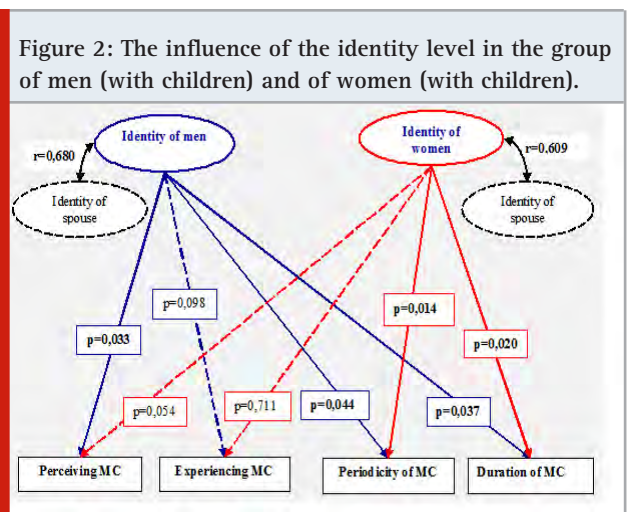 Figure 2: The influence of the identity level in the group
of men (with children) and of women (with children).
Identity of men
Identity of
women
r=0,680
r=0,609
Identity of
spouse
Identity of
spouse
p=0,098
p=0,014
p=0,033
p=0,020
p=0,054
p=0,711
p=0,044
p=0,037
Perceiving MC
Experiencing MC
Periodicity of MC
Duration of MC